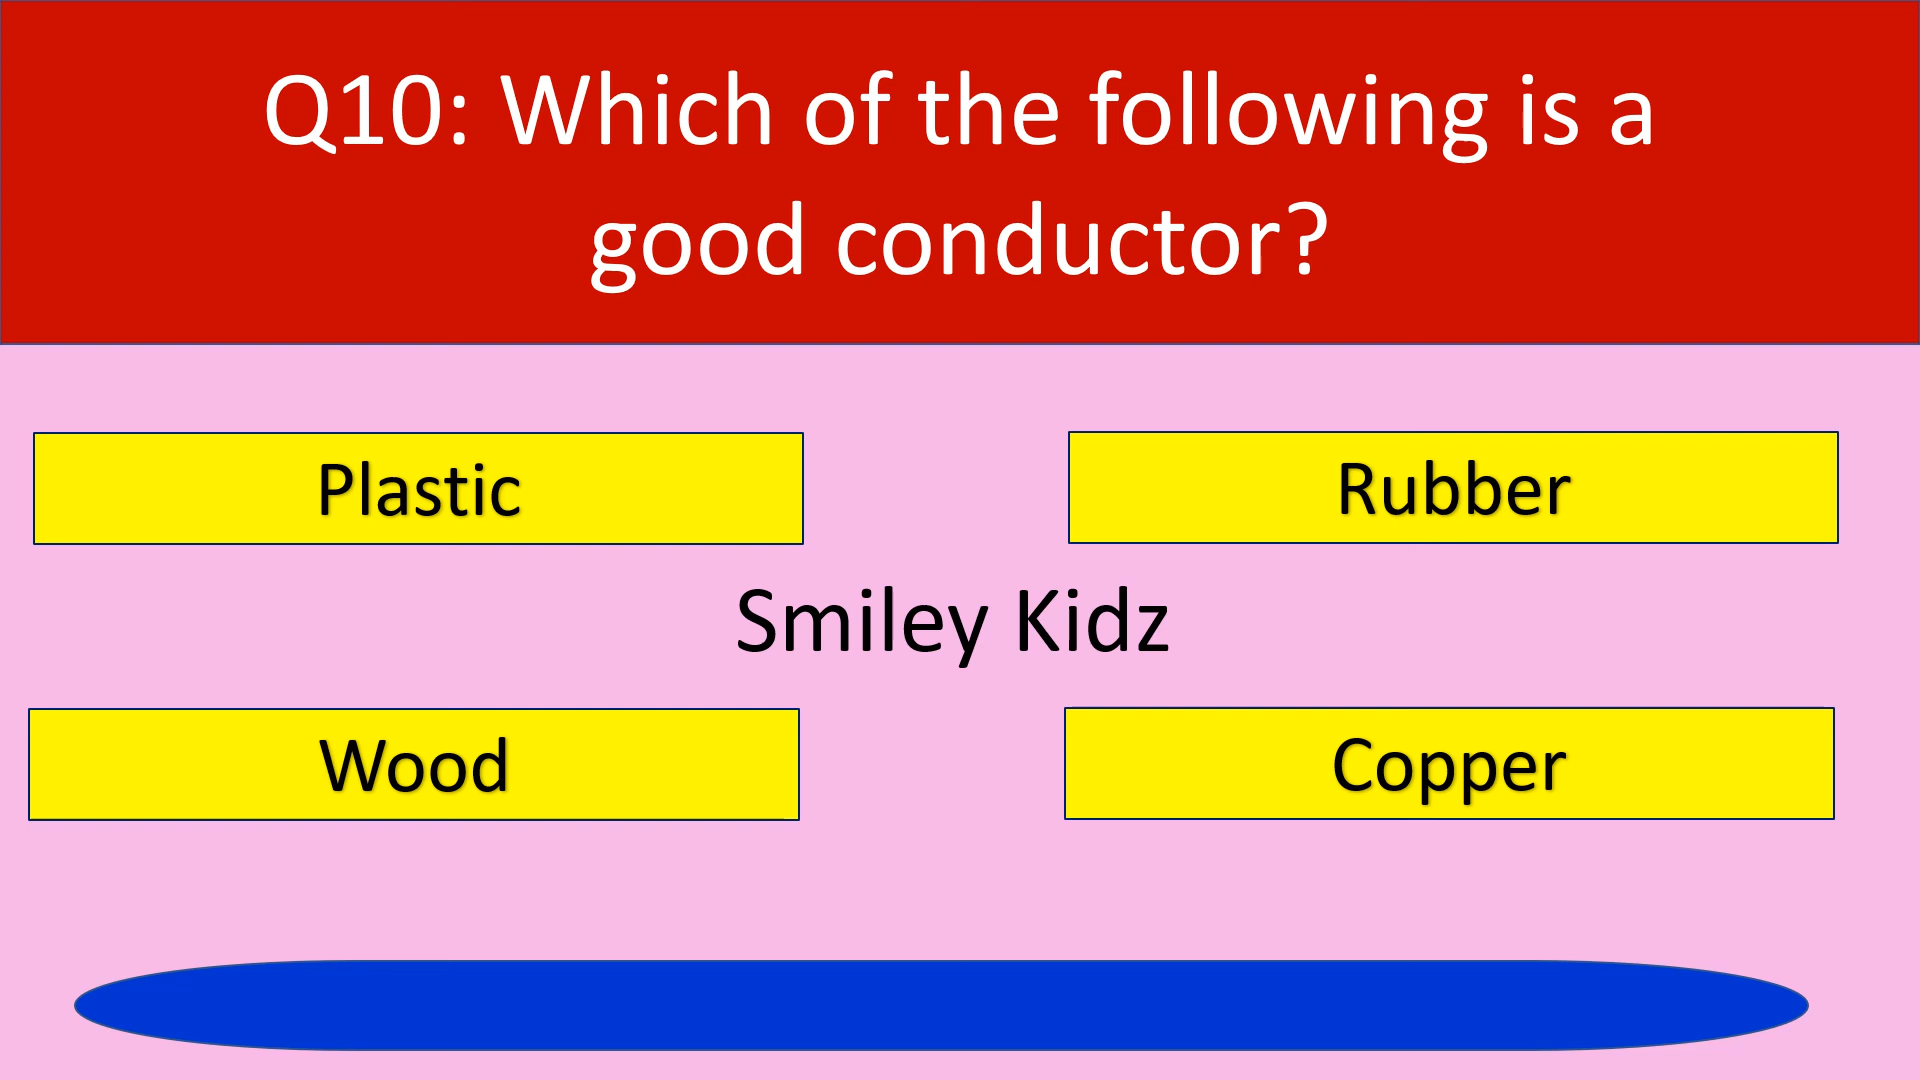 Q10: Which of the following is a
good conductor?
Plastic
Rubber
Smiley Kidz
Wood
Copper